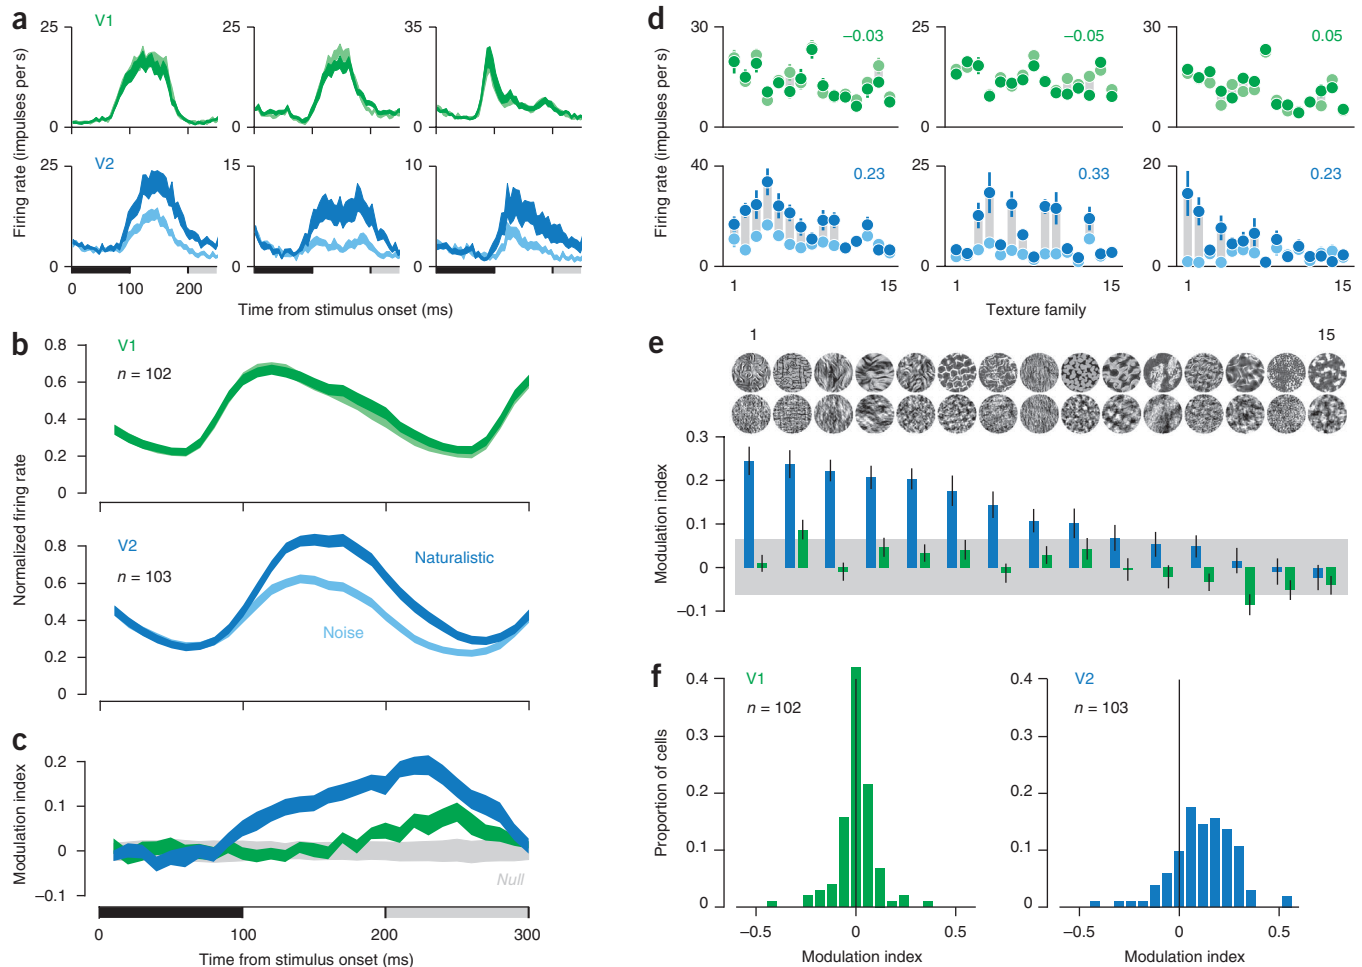 a
V1
25
0
25
0
35
0
Firing rate (impulses per s)
V2
25
0
15
0
10
0
0
100
200
Time from stimulus onset (ms)
b
V1
n = 102
0.8
0.6
0.4
0.2
0
Normalized firing rate
V2
n = 103
0.8
0.6
0.4
0.2
0
Naturalistic
Noise
c
Modulation index
0.2
0.1
0
–0.1
Null
0
100
200
300
Time from stimulus onset (ms)
d
Firing rate (impulses per s)
30
0
–0.03
25
0
–0.05
30
0
0.05
40
0
0.23
25
0
0.33
20
0
0.23
1
15
1
15
1
15
Texture family
e
1
15
Modulation index
0.3
0.2
0.1
0
–0.1
f
V1
n = 102
Proportion of cells
0.4
0.3
0.2
0.1
0
–0.5
0
0.5
Modulation index
V2
n = 103
0.4
0.3
0.2
0.1
0
–0.5
0
0.5
Modulation index